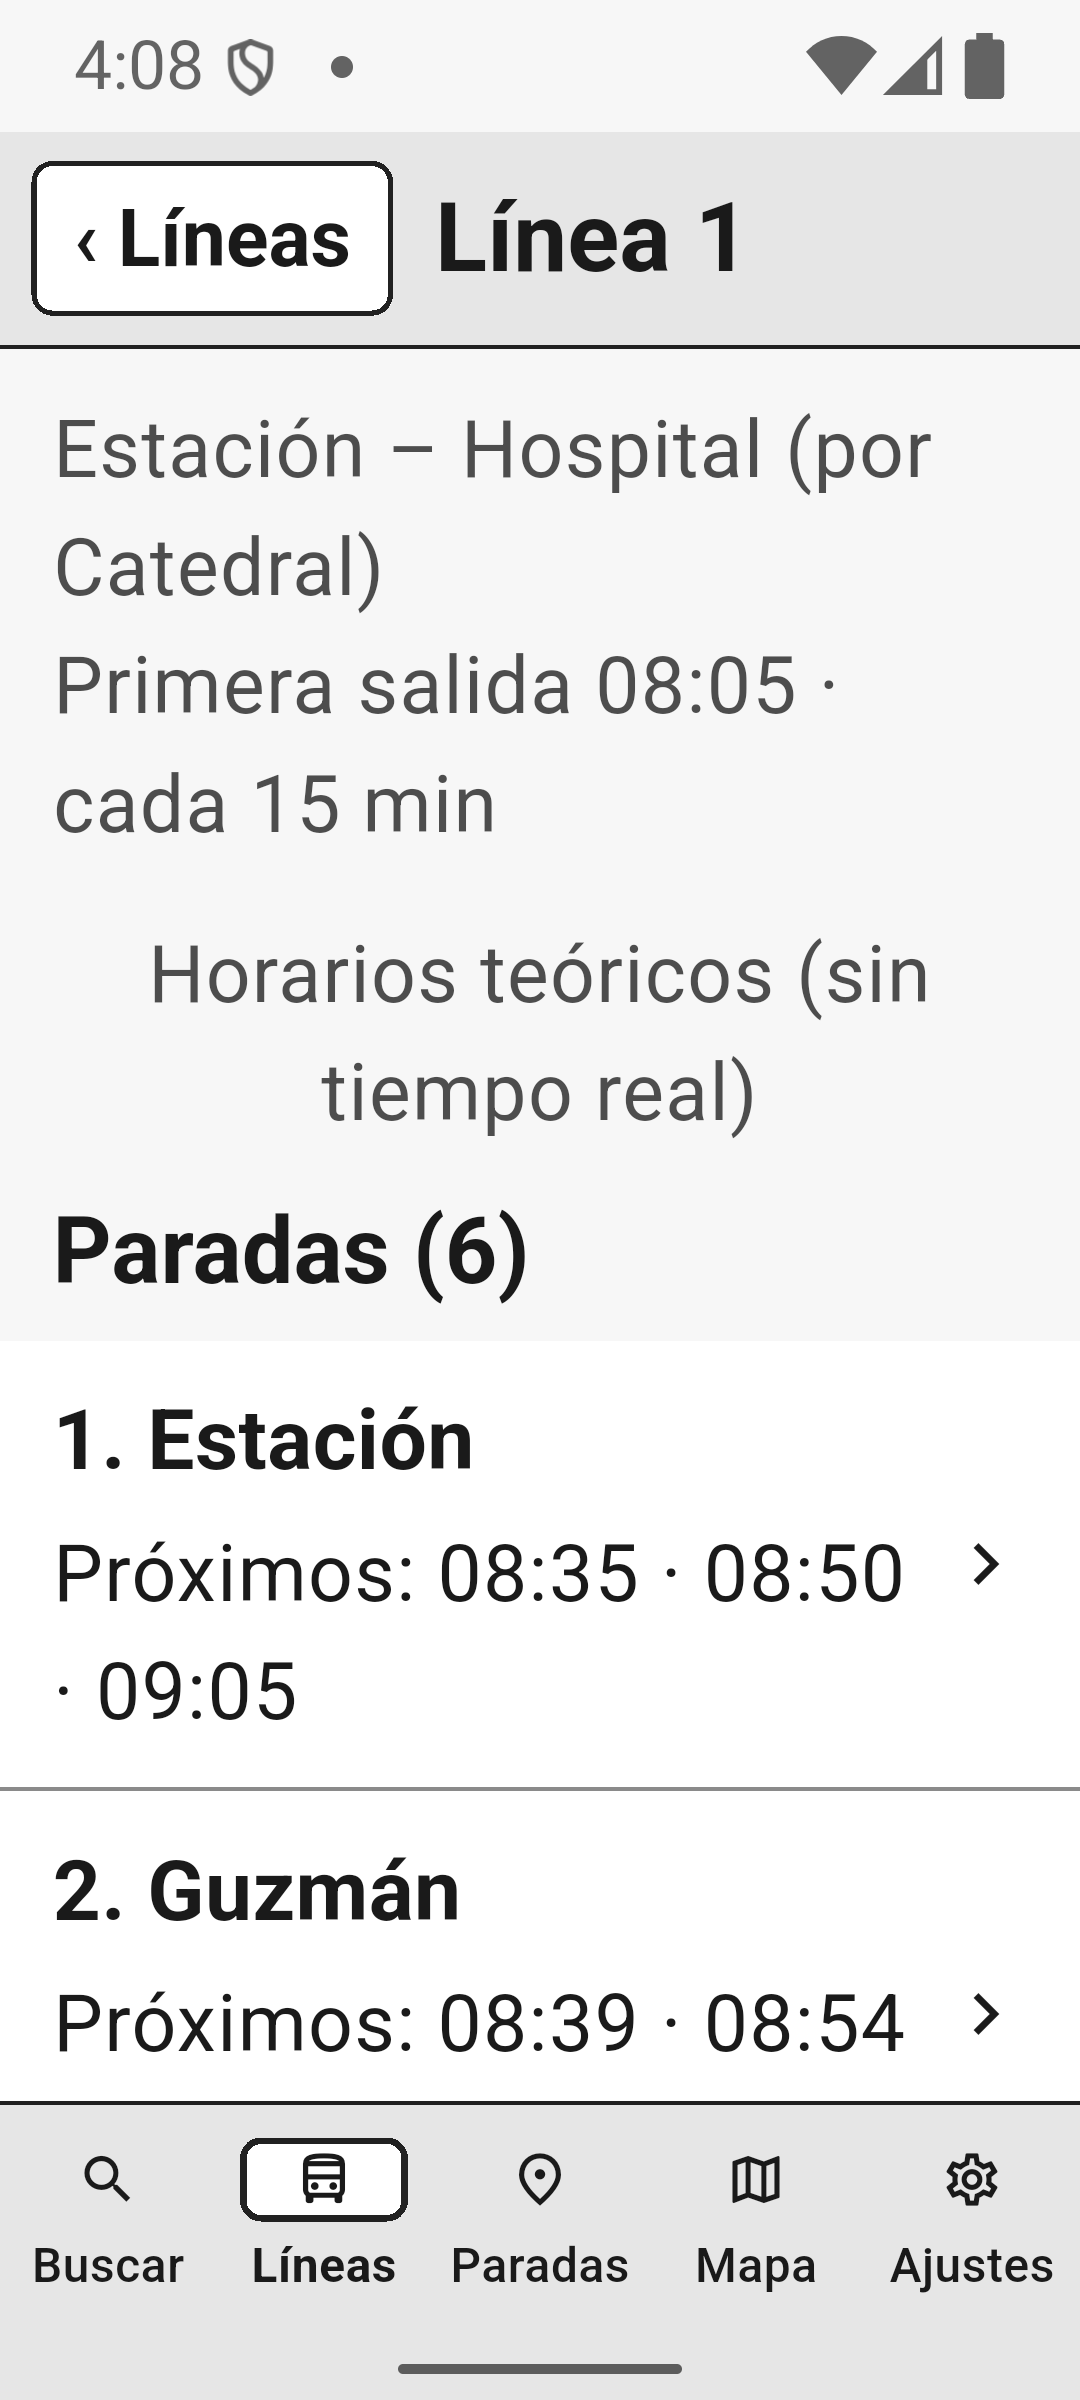 4:08
‹ Líneas
Línea 1
Estación – Hospital (por
Catedral)
Primera salida 08:05 ·
cada 15 min
Horarios teóricos (sin
tiempo real)
Paradas (6)
1. Estación
Próximos: 08:35 · 08:50
· 09:05
2. Guzmán
Próximos: 08:39 · 08:54
Buscar
Líneas
Paradas
Mapa
Ajustes